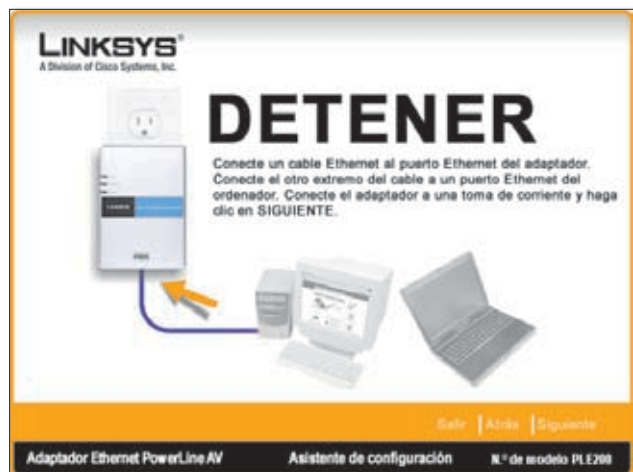 LINKSYS®
A Division of Cisco Systems, Inc.
DETENER
Conecte un cable Ethernet al puerto Ethernet del adaptador.
Conecte el otro extremo del cable a un puerto Ethernet del
ordenador. Conecte el adaptador a una toma de corriente y haga
clic en SIGUIENTE.
LINKSYS
Salir | Atrás | Siguiente
Adaptador Ethernet PowerLine AV Asistente de configuración N.º de modelo PLE200